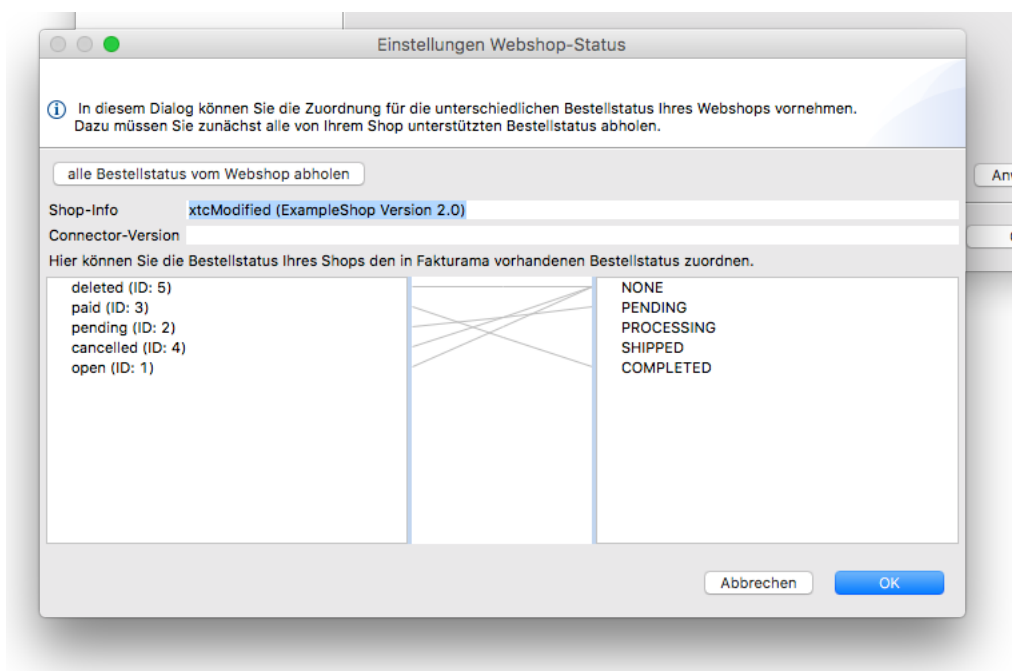 Einstellungen Webshop-Status
In diesem Dialog können Sie die Zuordnung für die unterschiedlichen Bestellstatus Ihres Webshops vornehmen.
Dazu müssen Sie zunächst alle von Ihrem Shop unterstützten Bestellstatus abholen.
alle Bestellstatus vom Webshop abholen
Shop-Info xtcModified (ExampleShop Version 2.0)
Connector-Version
Hier können Sie die Bestellstatus Ihres Shops den in Fakturama vorhandenen Bestellstatus zuordnen.
deleted (ID: 5) NONE
paid (ID: 3) PENDING
pending (ID: 2) PROCESSING
cancelled (ID: 4) SHIPPED
open (ID: 1) COMPLETED
Abbrechen OK